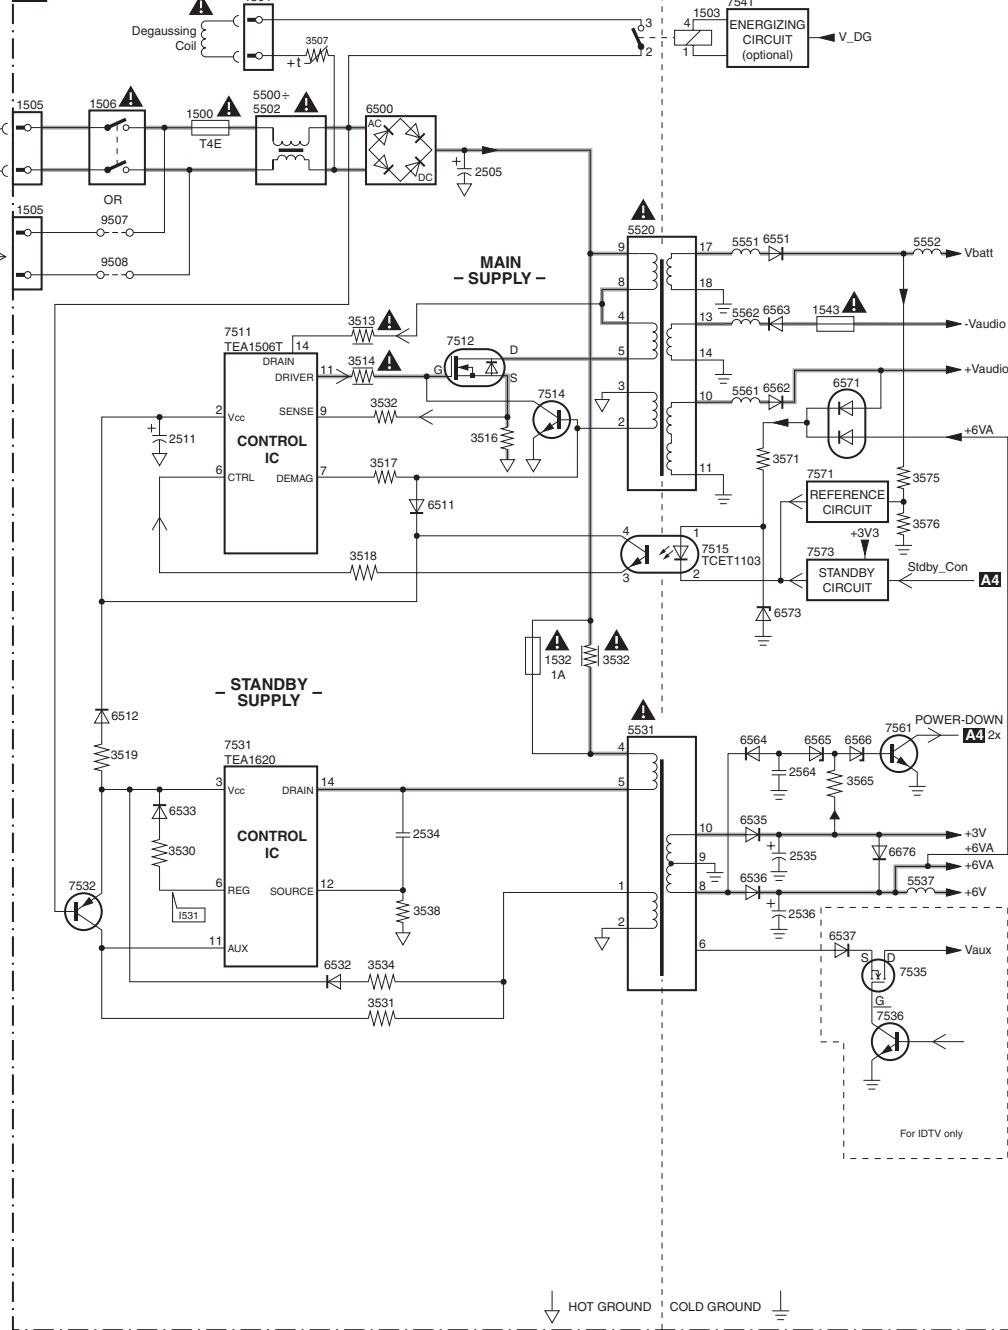 7541
1503
4
1
ENERGIZING
CIRCUIT
(optional)
V_DG
3
2
Degaussing
Coil
3507
+t
1505
1506
1500
T4E
5500÷
5502
6500
AC
DC
2505
OR
1505
9507
9508
MAIN
– SUPPLY –
5520
9
8
4
5
3
2
17
18
13
14
10
11
5551
6551
5552
Vbatt
5562
6563
1543
-Vaudio
+Vaudio
5561
6562
6571
+6VA
3513
7511
TEA1506T
14
DRAIN
11
DRIVER
3514
7512
G
D
S
7514
2
Vcc
SENSE
9
3532
2511
CONTROL
IC
3516
6
CTRL
DEMAG
7
3517
6511
3518
3571
7571
REFERENCE
CIRCUIT
3575
3576
+3V3
4
3
1
2
7515
TCET1103
7573
STANDBY
CIRCUIT
Stdby_Con
A4
6573
1532
1A
3532
– STANDBY –
SUPPLY
6512
3519
7531
TEA1620
3
Vcc
DRAIN
14
CONTROL
IC
6533
3530
6
REG
SOURCE
12
I531
2534
3538
7532
11
AUX
6532
3534
3531
5531
4
5
1
2
10
9
8
6
6564
6565
6566
7561
POWER-DOWN
A4 2x
2564
3565
6535
+3V
+6VA
2535
6676
+6VA
6536
5537
+6V
2536
6537
S
D
Vaux
7535
G
7536
For IDTV only
HOT GROUND
COLD GROUND